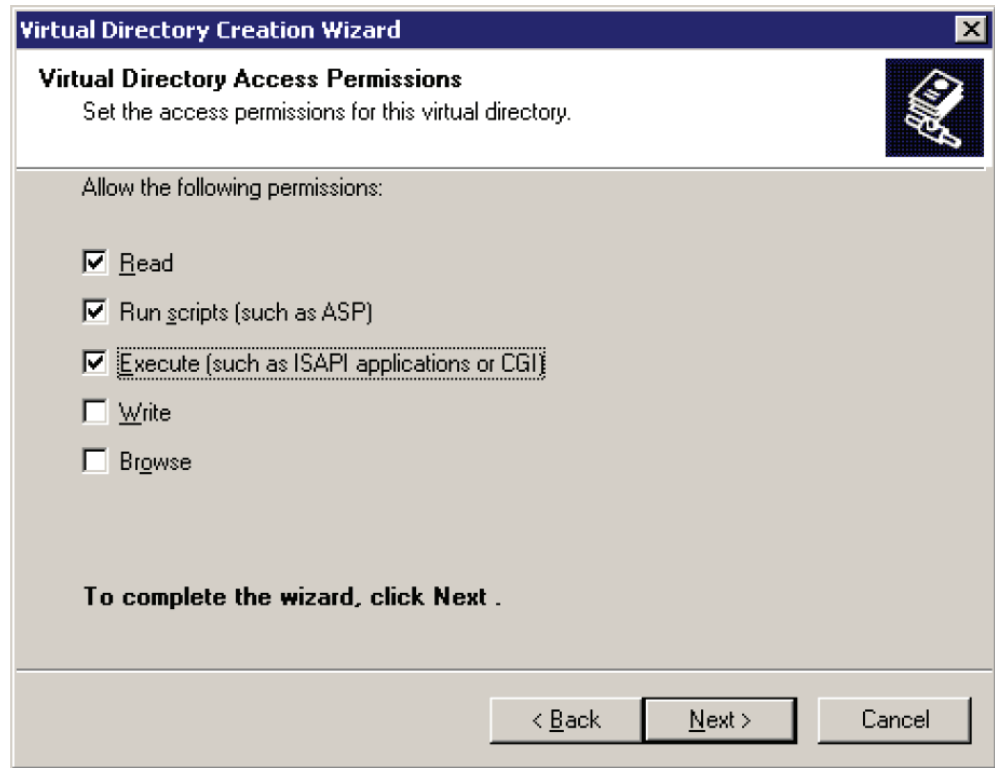 Virtual Directory Creation Wizard
Virtual Directory Access Permissions
Set the access permissions for this virtual directory.
Allow the following permissions:
Read
Run scripts (such as ASP)
Execute (such as ISAPI applications or CGI)
Write
Browse
To complete the wizard, click Next .
< Back Next > Cancel